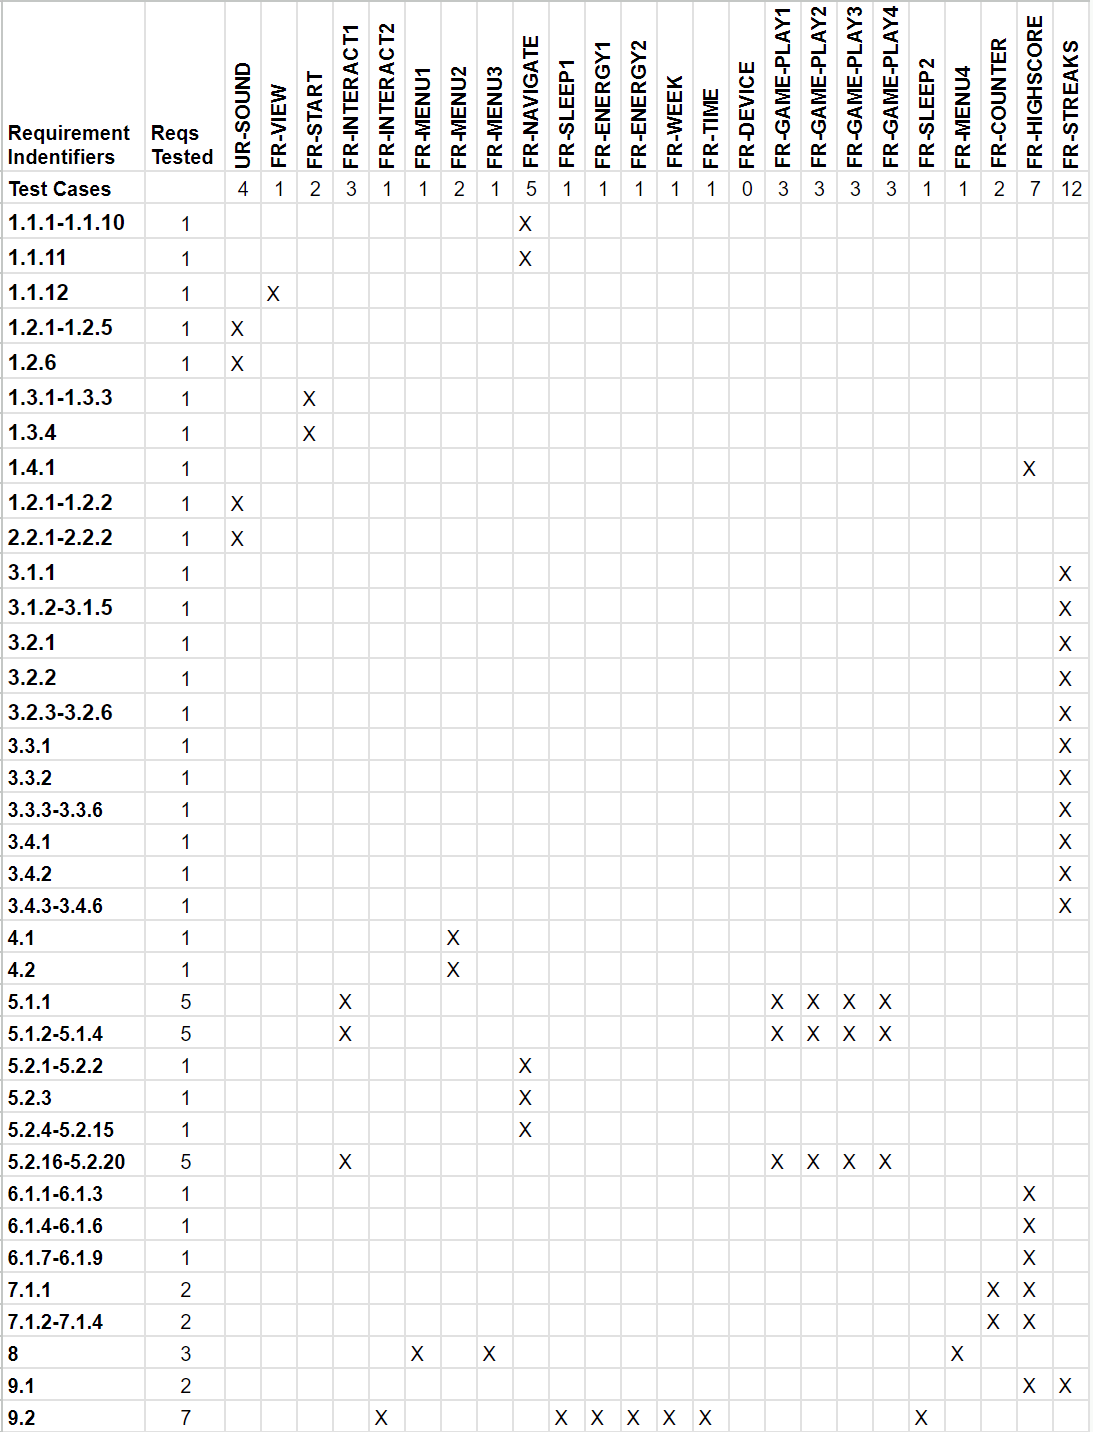 Requirement Indentifiers Reqs Tested UR-SOUND FR-VIEW FR-START FR-INTERACT1 FR-INTERACT2 FR-MENU1 FR-MENU2 FR-MENU3 FR-NAVIGATE FR-SLEEP1 FR-ENERGY1 FR-ENERGY2 FR-WEEK FR-TIME FR-DEVICE FR-GAME-PLAY1 FR-GAME-PLAY2 FR-GAME-PLAY3 FR-GAME-PLAY4 FR-SLEEP2 FR-MENU4 FR-COUNTER FR-HIGHSCORE FR-STREAKS
Test Cases 4 1 2 3 1 1 2 1 5 1 1 1 1 1 0 3 3 3 3 1 1 2 7 12
1.1.1-1.1.10 1 X
1.1.11 1 X
1.1.12 1 X
1.2.1-1.2.5 1 X
1.2.6 1 X
1.3.1-1.3.3 1 X
1.3.4 1 X
1.4.1 1 X
1.2.1-1.2.2 1 X
2.2.1-2.2.2 1 X
3.1.1 1 X
3.1.2-3.1.5 1 X
3.2.1 1 X
3.2.2 1 X
3.2.3-3.2.6 1 X
3.3.1 1 X
3.3.2 1 X
3.3.3-3.3.6 1 X
3.4.1 1 X
3.4.2 1 X
3.4.3-3.4.6 1 X
4.1 1 X
4.2 1 X
5.1.1 5 X X X X X
5.1.2-5.1.4 5 X X X X X
5.2.1-5.2.2 1 X
5.2.3 1 X
5.2.4-5.2.15 1 X
5.2.16-5.2.20 5 X X X X X
6.1.1-6.1.3 1 X
6.1.4-6.1.6 1 X
6.1.7-6.1.9 1 X
7.1.1 2 X X
7.1.2-7.1.4 2 X X
8 3 X X X
9.1 2 X X
9.2 7 X X X X X X X